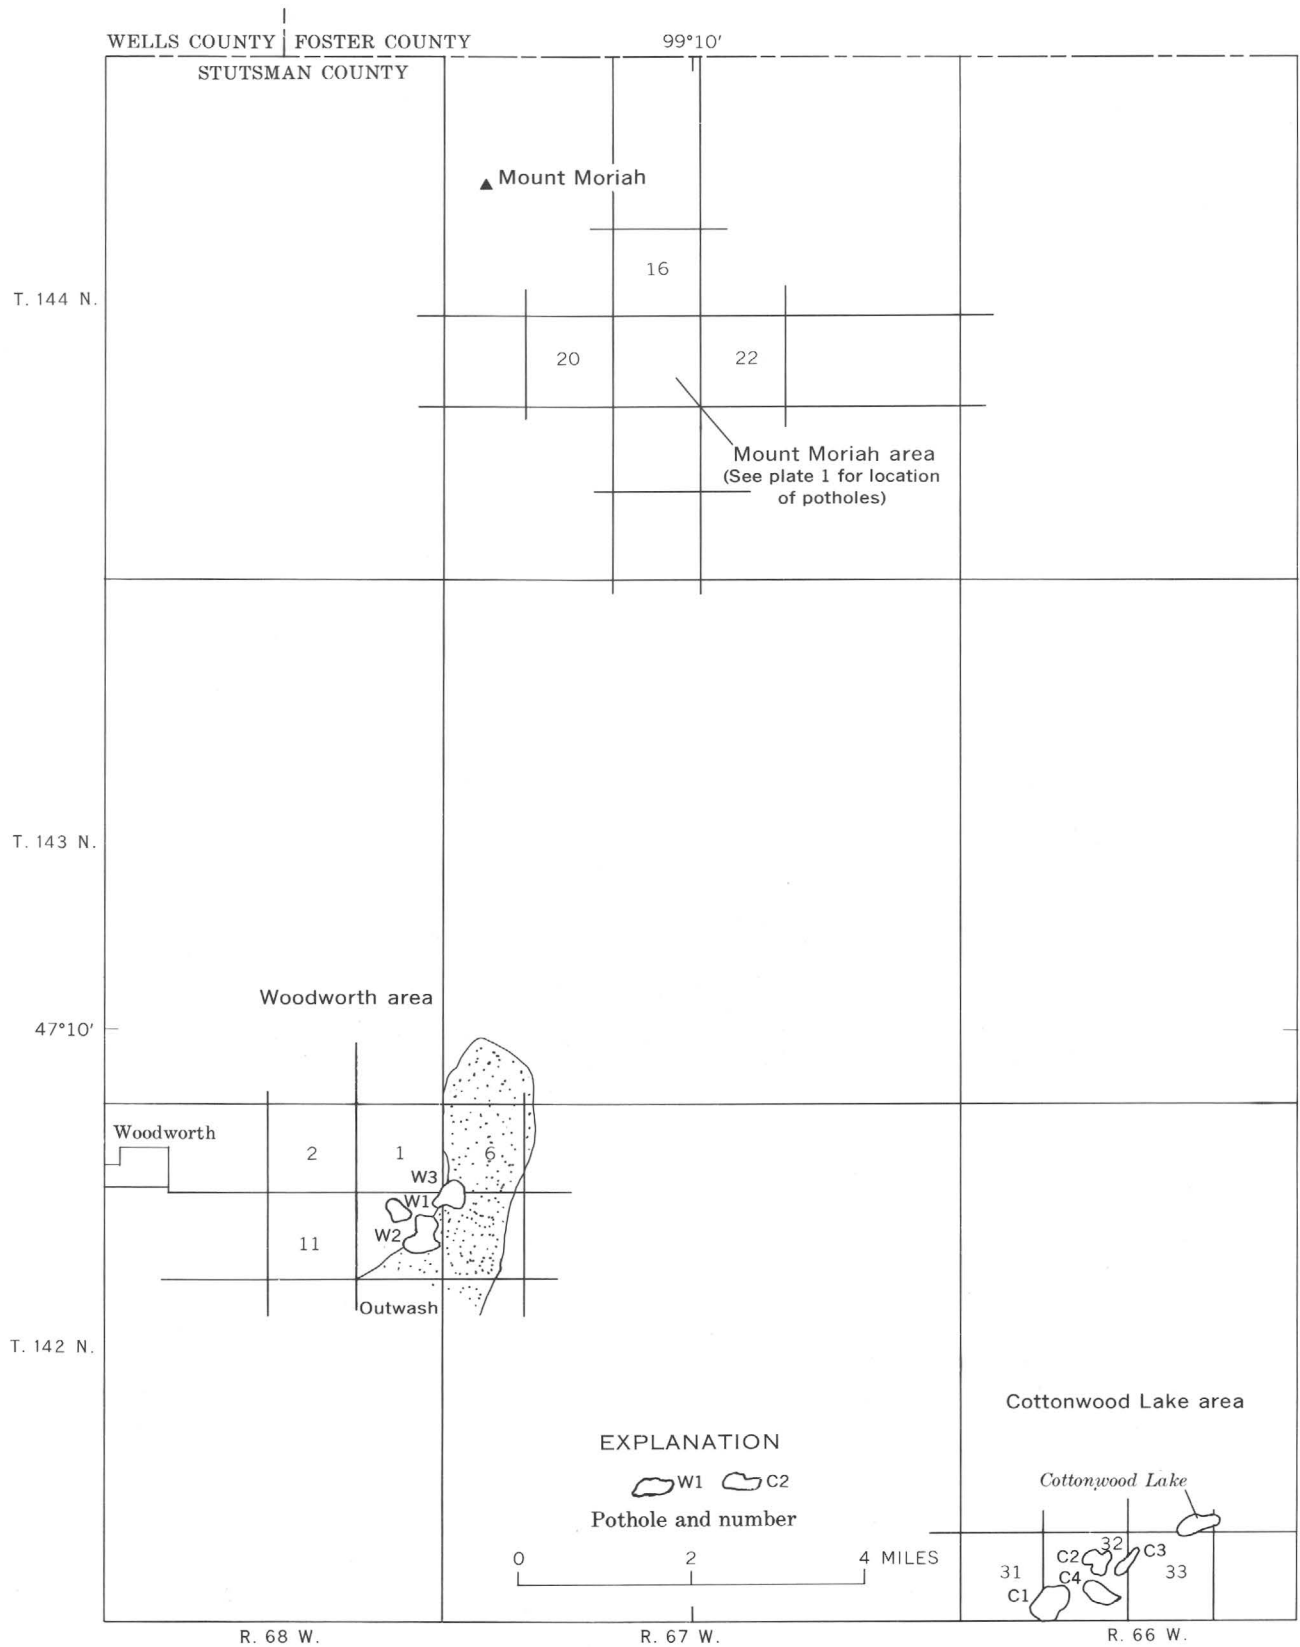 WELLS COUNTY FOSTER COUNTY
99°10′
STUTSMAN COUNTY
Mount Moriah
16
T. 144 N.
20
22
Mount Moriah area
(See plate 1 for location
of potholes)
T. 143 N.
Woodworth area
47°10′
Woodworth
2
1
6
W3
W1
W2
11
Outwash
T. 142 N.
Cottonwood Lake area
EXPLANATION
W1 C2
Pothole and number
Cottonwood Lake
0 2 4 MILES
32
C2
C3
31
C4
33
C1
R. 68 W.
R. 67 W.
R. 66 W.